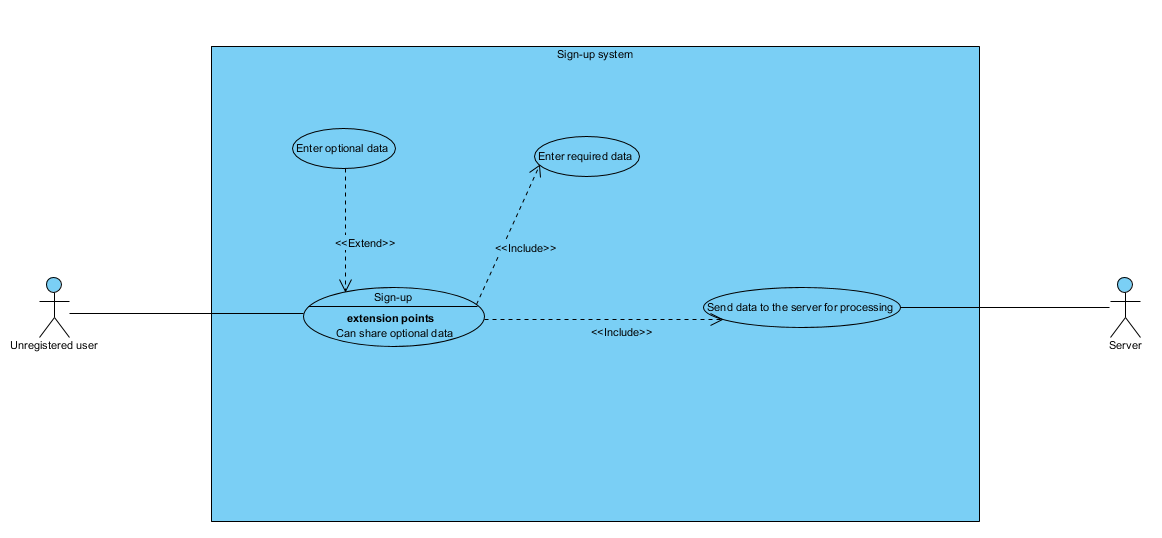 Sign-up system
Enter optional data
Enter required data
<<Extend>>
<<Include>>
Sign-up
extension points
Can share optional data
Send data to the server for processing
<<Include>>
Unregistered user
Server